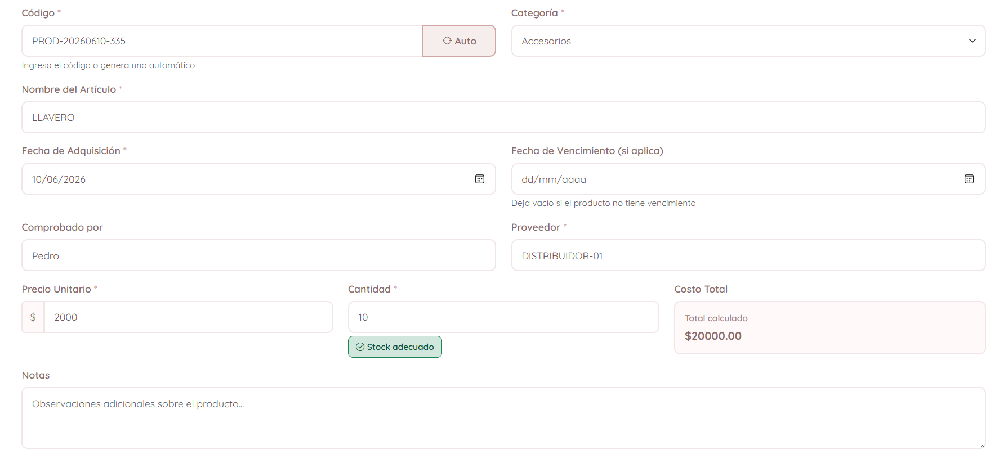 Código *
Categoría *
PROD-20260610-335
Auto
Accesorios
Ingresa el código o genera uno automático
Nombre del Artículo *
LLAVERO
Fecha de Adquisición *
Fecha de Vencimiento (si aplica)
10/06/2026
dd/mm/aaaa
Deja vacío si el producto no tiene vencimiento
Comprobado por
Proveedor *
Pedro
DISTRIBUIDOR-01
Precio Unitario *
Cantidad *
Costo Total
$ 2000
10
Total calculado
$20000.00
Stock adecuado
Notas
Observaciones adicionales sobre el producto...